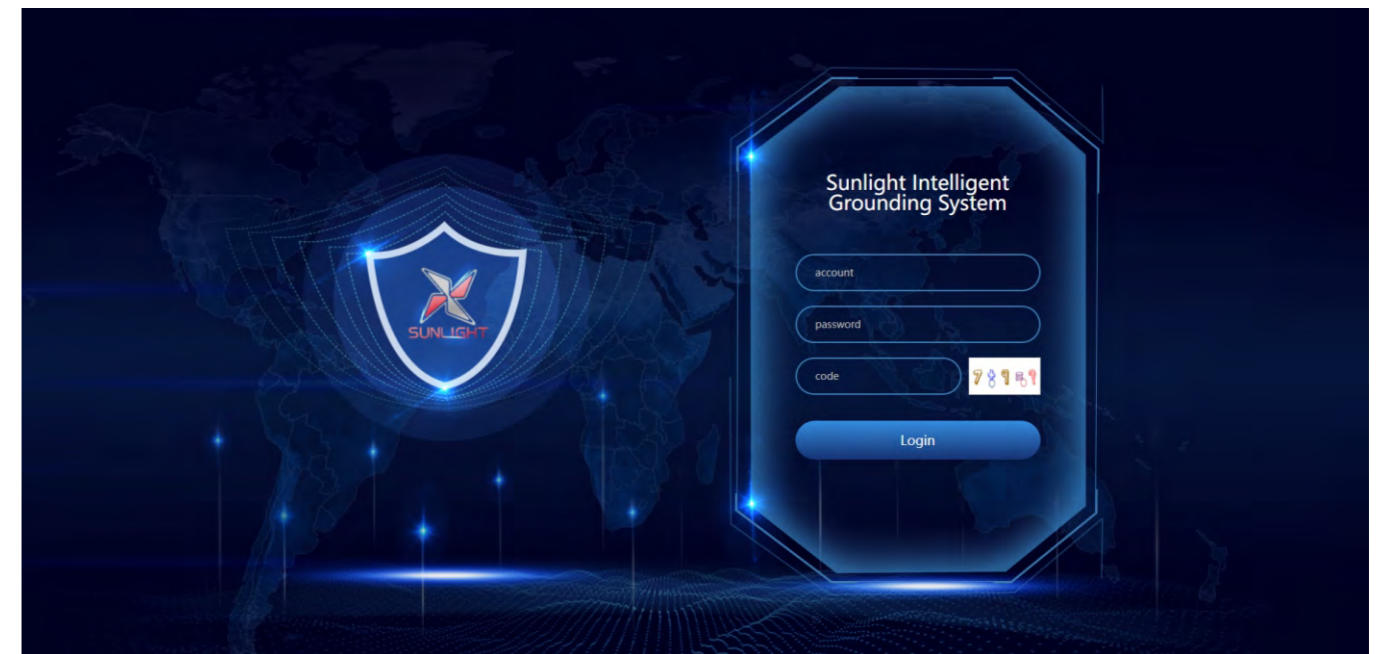 Sunlight Intelligent
Grounding System
account
password
code
Login
SUNLIGHT